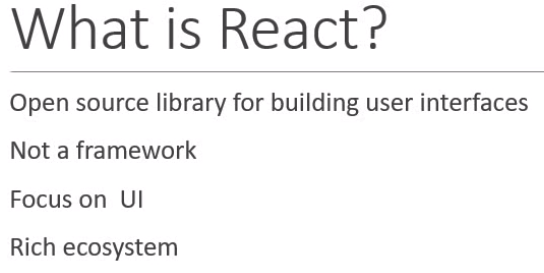 What is React?
Open source library for building user interfaces
Not a framework
Focus on  UI
Rich ecosystem